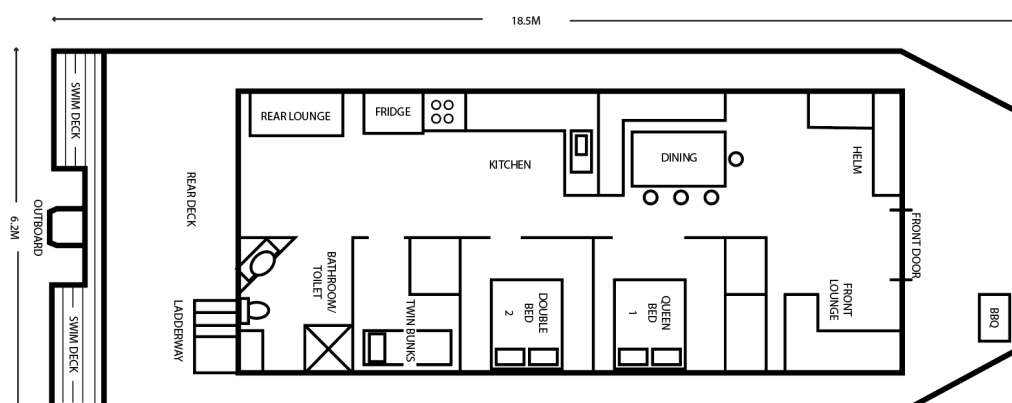 18.5M
SWIM DECK
REAR LOUNGE
FRIDGE
KITCHEN
DINING
HELM
REAR DECK
OUTBOARD
6.2M
FRONT DOOR
BATHROOM/
TOILET
FRONT
LOUNGE
LADDERWAY
SWIM DECK
TWIN BUNKS
DOUBLE
BED
2
QUEEN
BED
1
BBQ